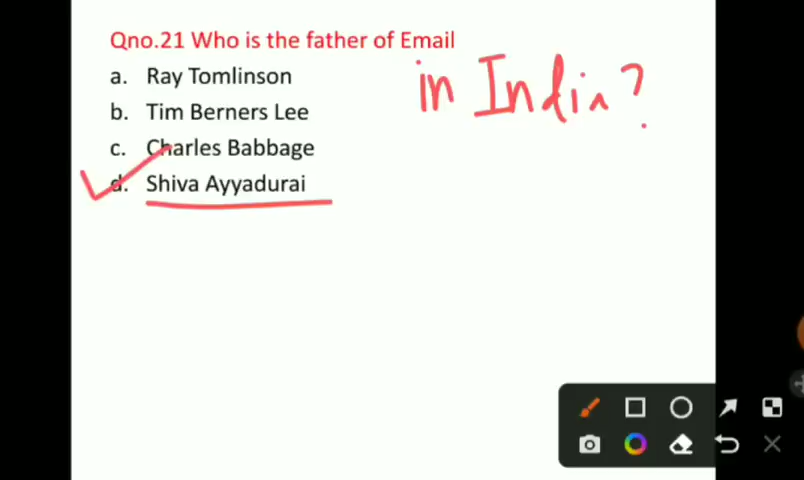 Qno.21 Who is the father of Email
in India?
a. Ray Tomlinson
b. Tim Berners Lee
c. Charles Babbage
d. Shiva Ayyadurai